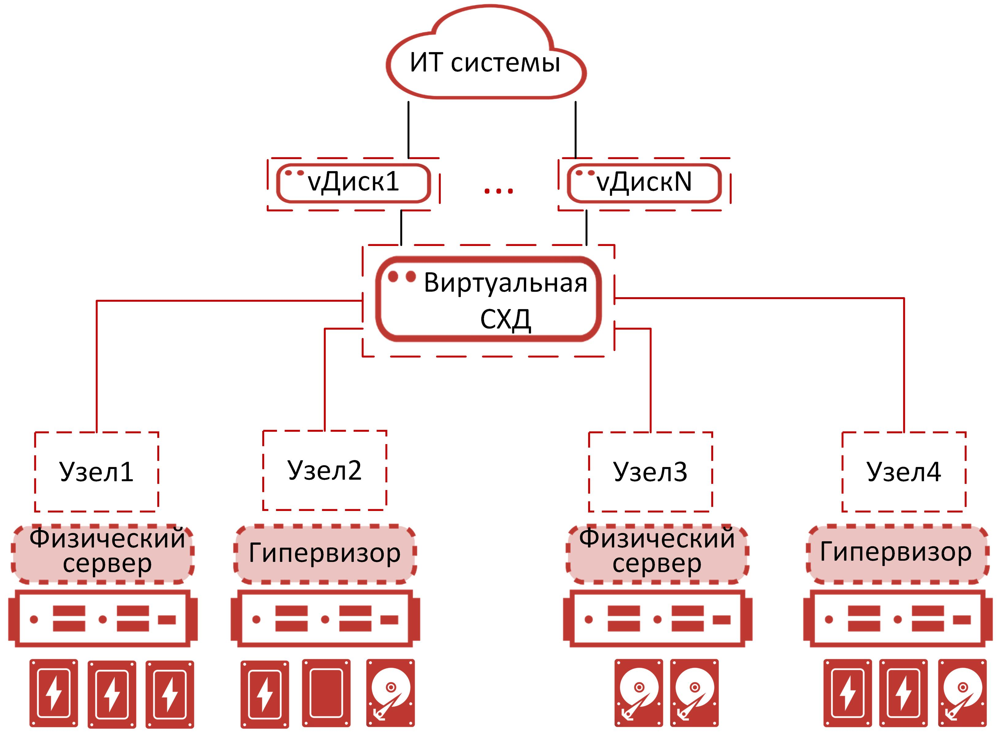 ИТ системы
vДиск1
...
vДискN
Виртуальная
СХД
Узел1
Узел2
Узел3
Узел4
Физический
сервер
Гипервизор
Физический
сервер
Гипервизор